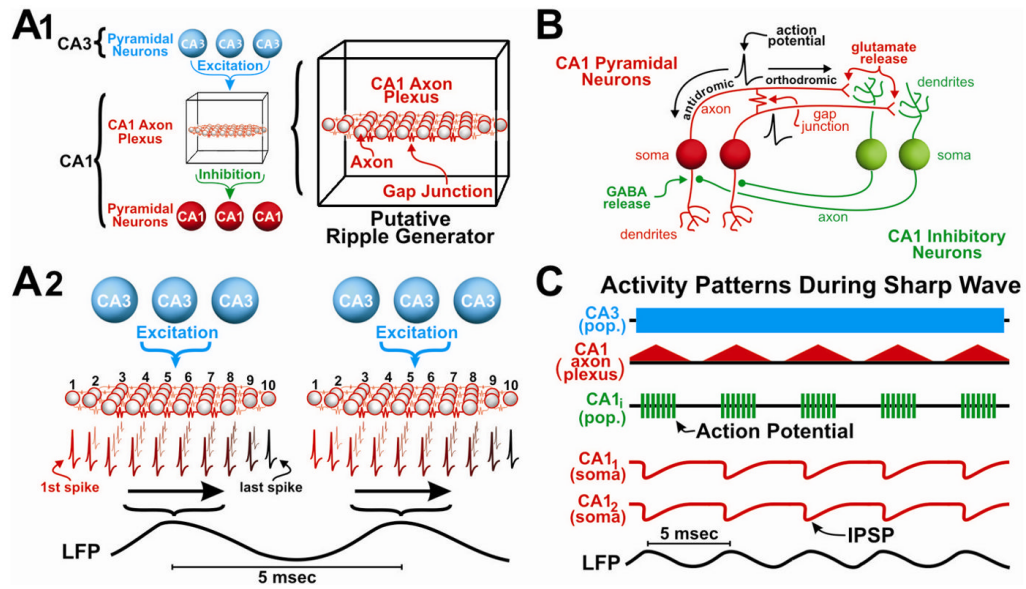 A1
CA3
Pyramidal
Neurons
CA3 CA3 CA3
Excitation
CA1
CA1 Axon
Plexus
Inhibition
Pyramidal
Neurons
CA1 CA1 CA1
CA1 Axon
Plexus
Axon
Gap Junction
Putative
Ripple Generator
B
CA1 Pyramidal
Neurons
action
potential
antidromic
orthodromic
glutamate
release
dendrites
axon
gap
junction
soma
soma
GABA
release
axon
dendrites
CA1 Inhibitory
Neurons
A2
CA3 CA3 CA3
CA3 CA3 CA3
Excitation
Excitation
1 2 3 4 5 6 7 8 9 10
1 2 3 4 5 6 7 8 9 10
1st spike
last spike
LFP
5 msec
C
Activity Patterns During Sharp Wave
CA3
(pop.)
CA1
(axon
plexus)
CA1i
(pop.)
Action Potential
CA11
(soma)
CA12
(soma)
IPSP
5 msec
LFP